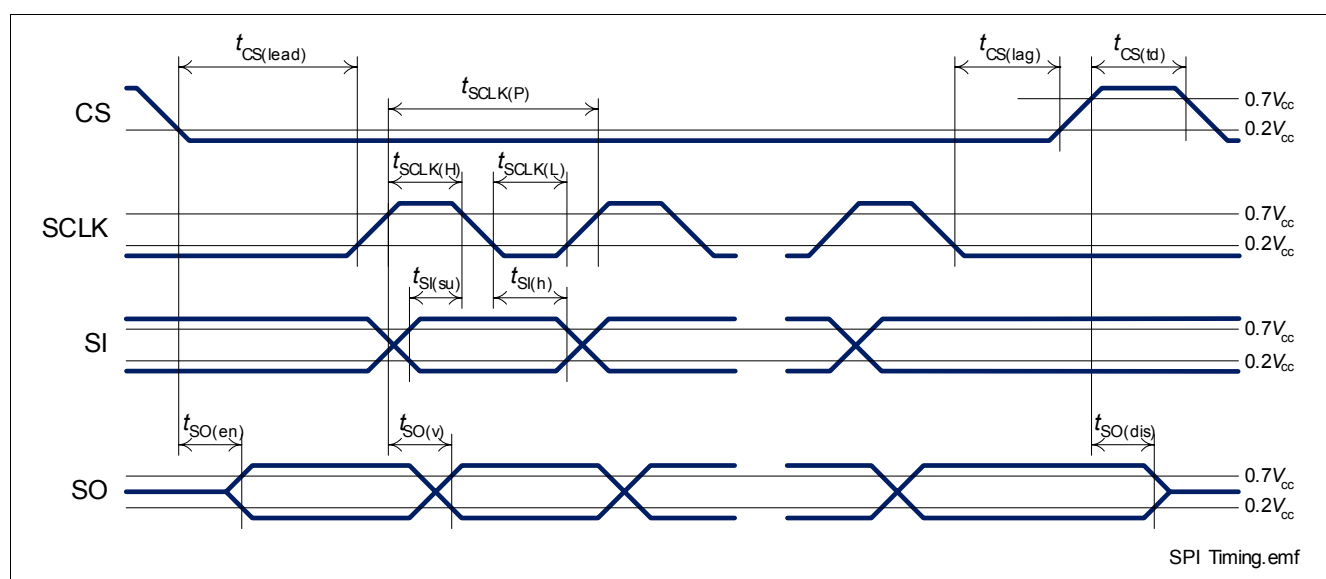 tCS(lead)
tCS(lag)
tCS(td)
tSCLK(P)
CS
0.7Vcc
0.2Vcc
tSCLK(H)
tSCLK(L)
SCLK
0.7Vcc
0.2Vcc
tSI(su)
tSI(h)
SI
0.7Vcc
0.2Vcc
tSO(en)
tSO(v)
tSO(dis)
SO
0.7Vcc
0.2Vcc
SPI Timing.emf